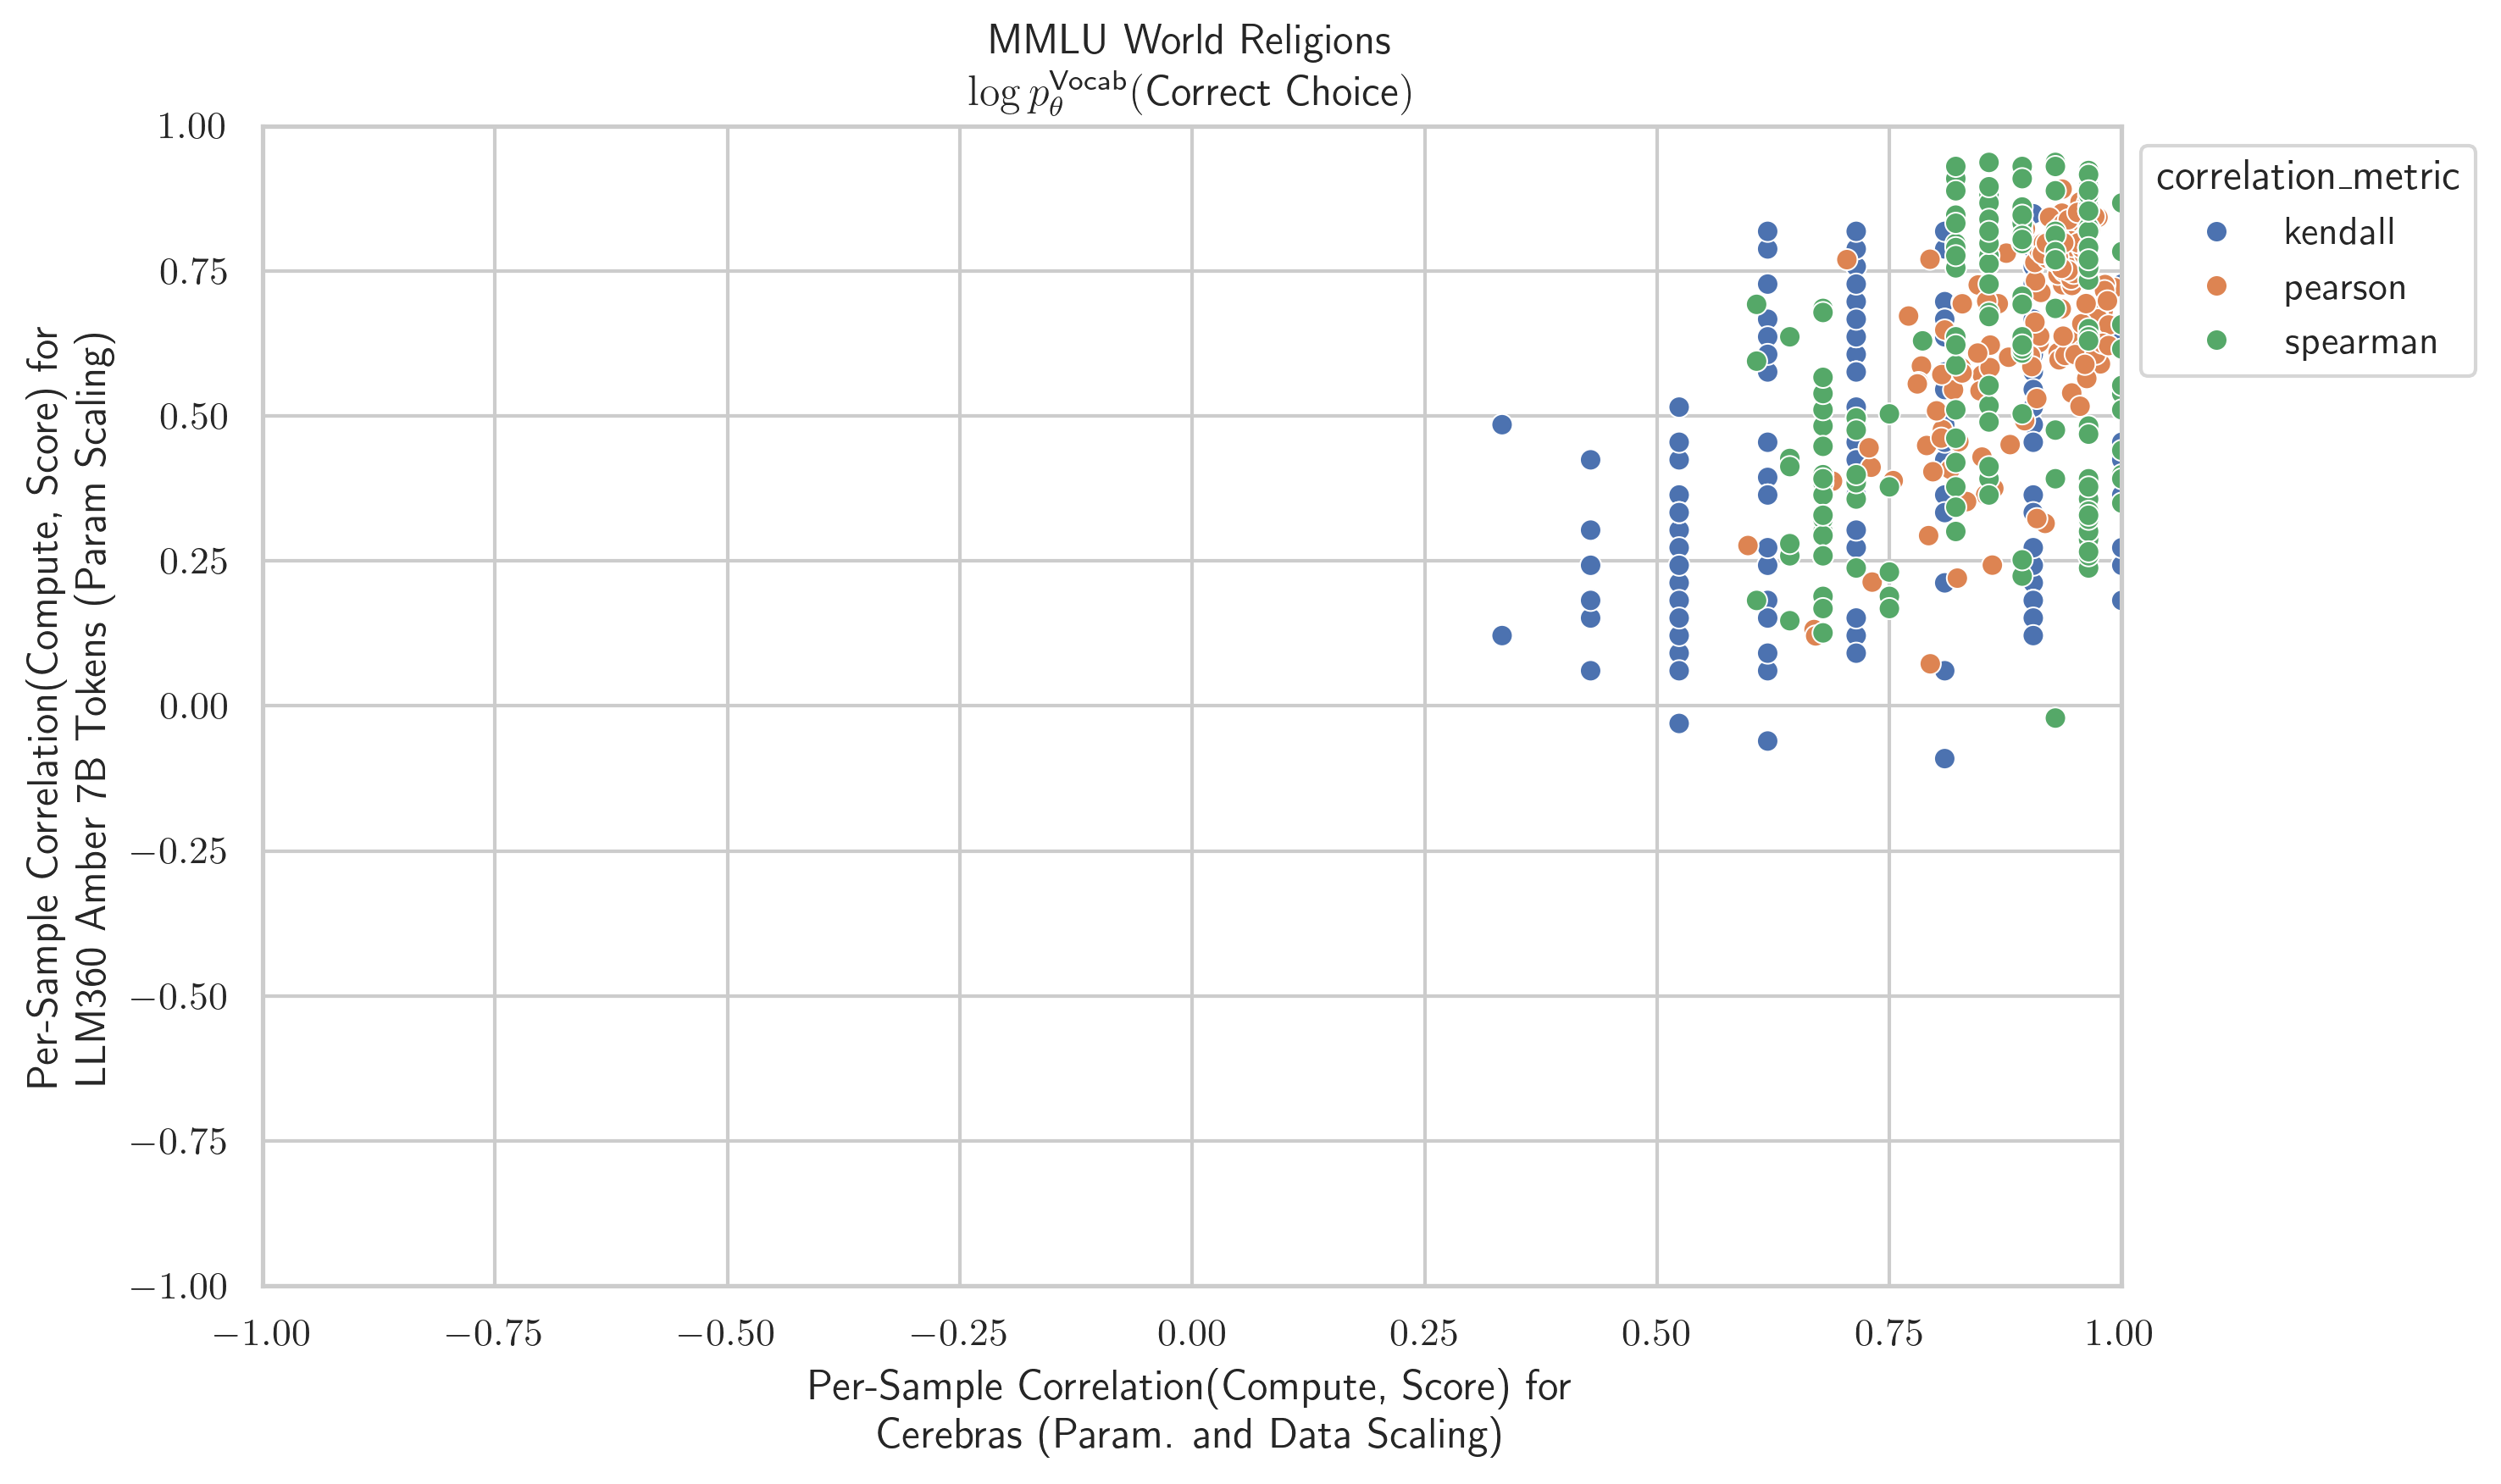 MMLU World Religions
log p_θ^Vocab(Correct Choice)
1.00
0.75
0.50
0.25
0.00
−0.25
−0.50
−0.75
−1.00
Per-Sample Correlation(Compute, Score) for
LLM360 Amber 7B Tokens (Param Scaling)
correlation_metric
kendall
pearson
spearman
−1.00 −0.75 −0.50 −0.25 0.00 0.25 0.50 0.75 1.00
Per-Sample Correlation(Compute, Score) for
Cerebras (Param. and Data Scaling)